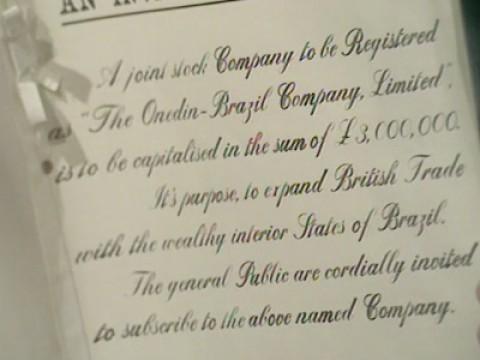 AN IN
A joint stock Company to be Registered
as "The Onedin-Brazil Company, Limited",
is to be capitalised in the sum of £3,000,000.
It's purpose, to expand British Trade
with the wealthy interior States of Brazil.
The general Public are cordially invited
to subscribe to the above named Company.